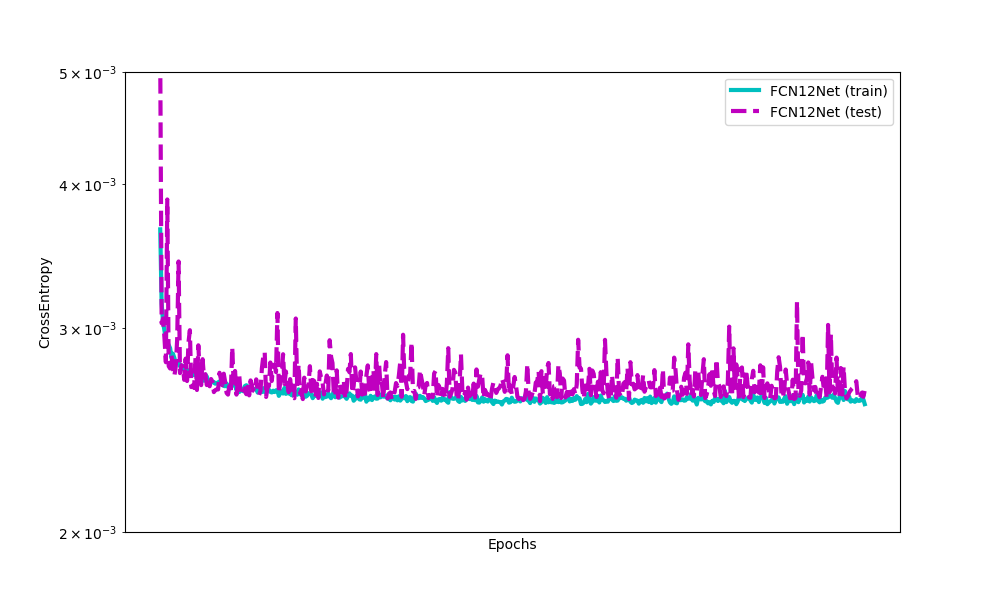 5 × 10⁻³
4 × 10⁻³
3 × 10⁻³
2 × 10⁻³
CrossEntropy
Epochs
FCN12Net (train)
FCN12Net (test)